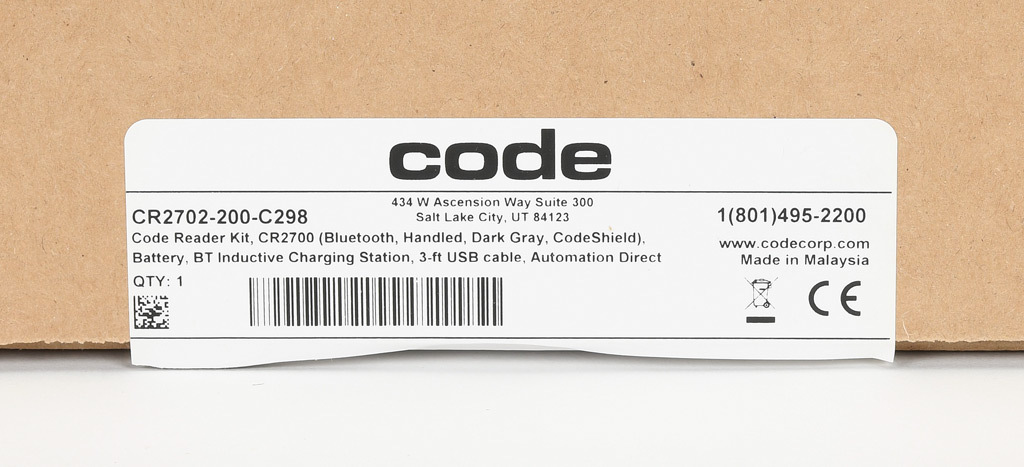 code
434 W Ascension Way Suite 300
Salt Lake City, UT 84123
CR2702-200-C298
1(801)495-2200
Code Reader Kit, CR2700 (Bluetooth, Handled, Dark Gray, CodeShield),
Battery, BT Inductive Charging Station, 3-ft USB cable, Automation Direct
www.codecorp.com
Made in Malaysia
QTY: 1
CE